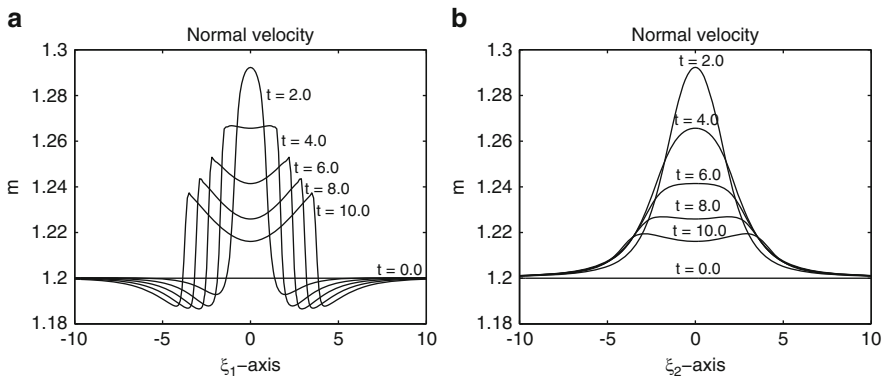 a
Normal velocity
m
1.3
1.28
1.26
1.24
1.22
1.2
1.18
t = 2.0
t = 4.0
t = 6.0
t = 8.0
t = 10.0
t = 0.0
-10
-5
0
5
10
ξ1-axis
b
Normal velocity
m
1.3
1.28
1.26
1.24
1.22
1.2
1.18
t = 2.0
t = 4.0
t = 6.0
t = 8.0
t = 10.0
t = 0.0
-10
-5
0
5
10
ξ2-axis